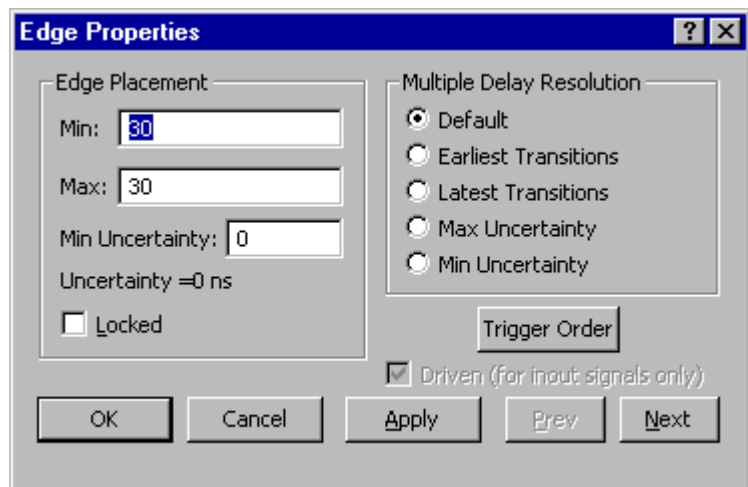 Edge Properties
Edge Placement
Min: 30
Max: 30
Min Uncertainty: 0
Uncertainty =0 ns
Locked
Multiple Delay Resolution
Default
Earliest Transitions
Latest Transitions
Max Uncertainty
Min Uncertainty
Trigger Order
Driven (for inout signals only)
OK Cancel Apply Prev Next